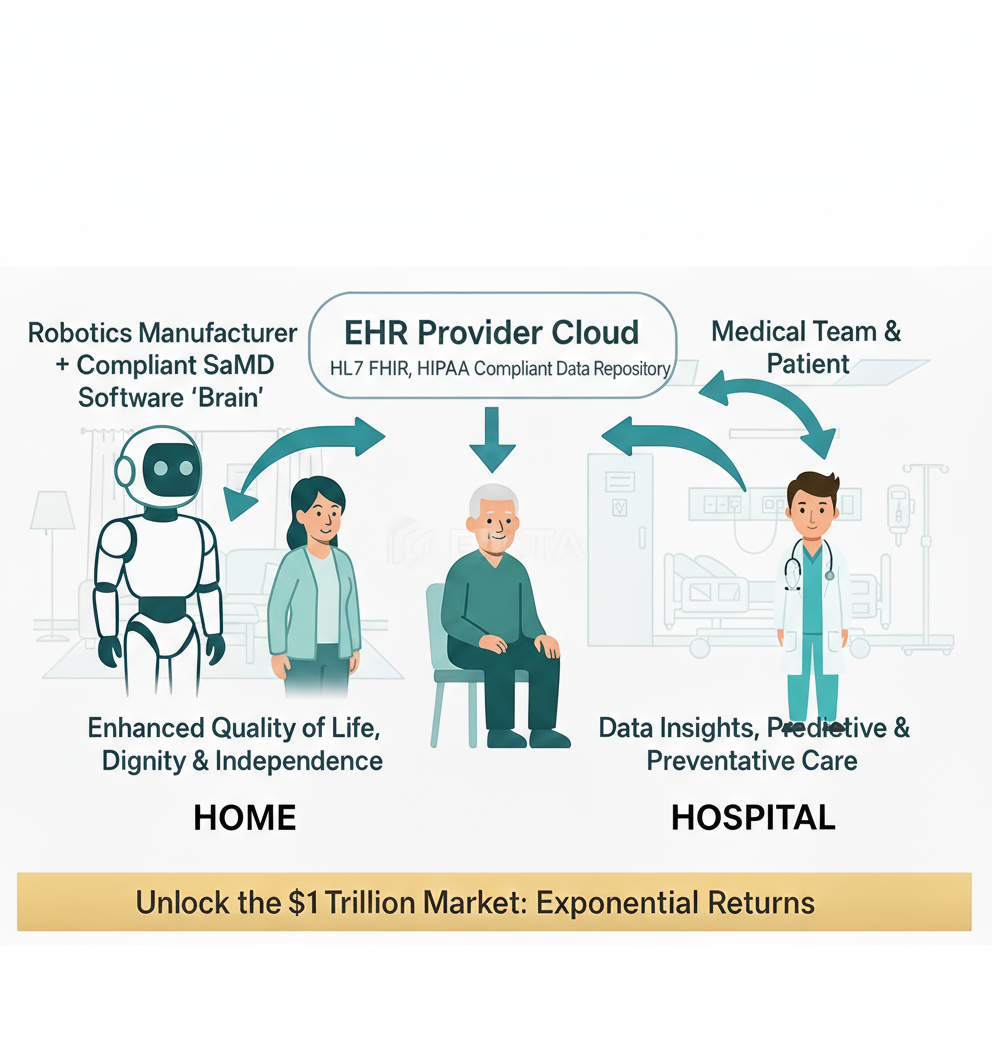 EHR Provider Cloud
HL7 FHIR, HIPAA Compliant Data Repository
Robotics Manufacturer
+ Compliant SaMD
Software ‘Brain’
Medical Team &
Patient
Enhanced Quality of Life,
Dignity & Independence
HOME
Data Insights, Predictive &
Preventative Care
HOSPITAL
Unlock the $1 Trillion Market: Exponential Returns